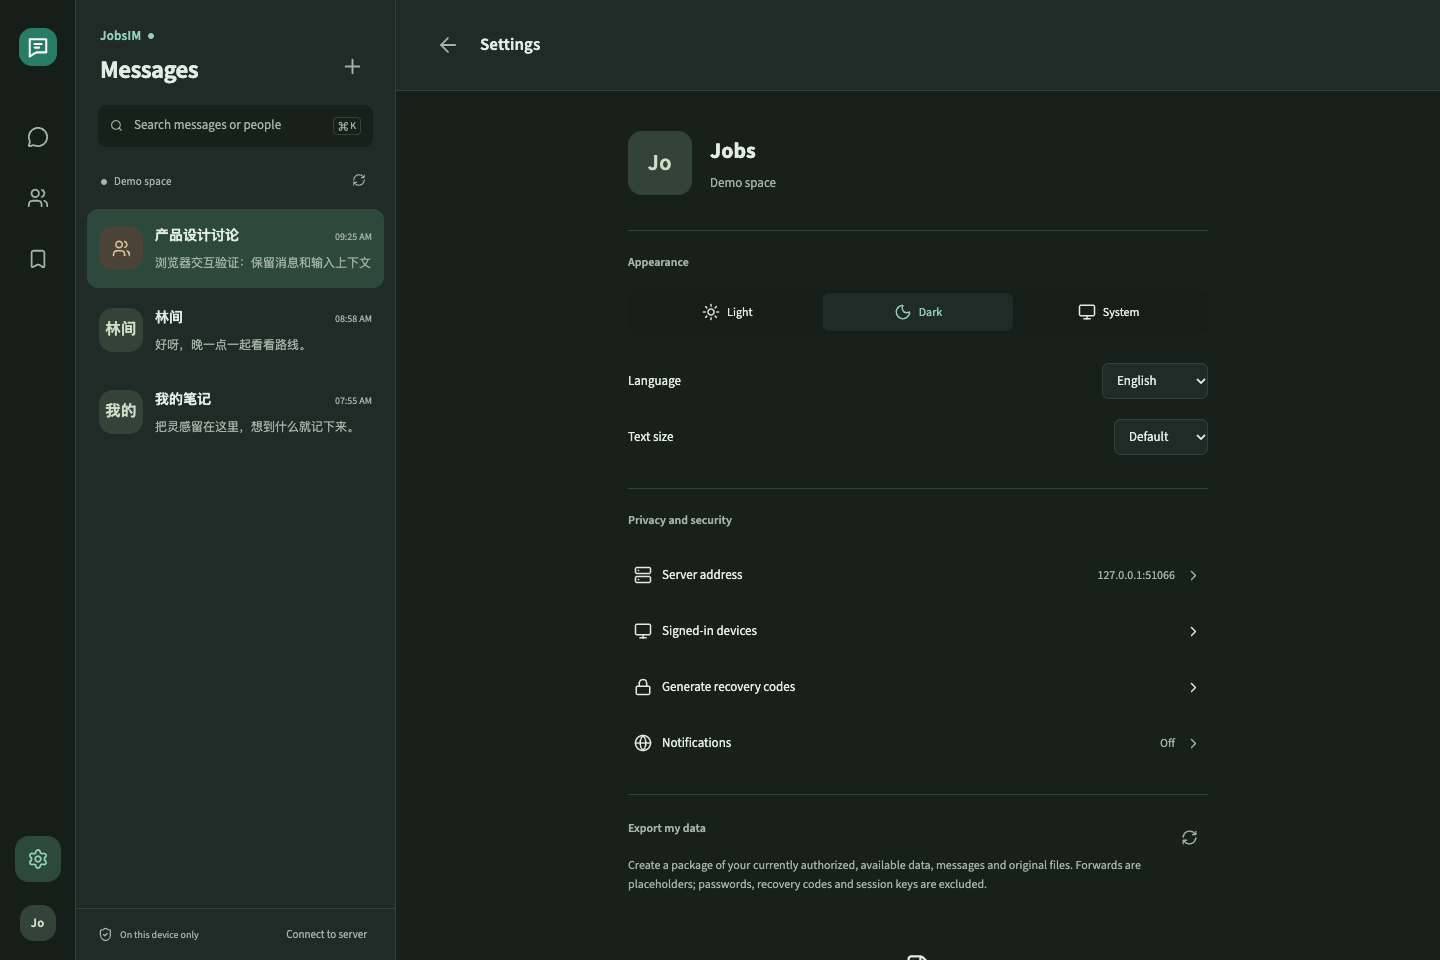 JobsIM
Messages
Search messages or people
⌘K
Demo space
产品设计讨论
09:25 AM
浏览器交互验证：保留消息和输入上下文
林间
林间
08:58 AM
好呀，晚一点一起看看路线。
我的
我的笔记
07:55 AM
把灵感留在这里，想到什么就记下来。
On this device only
Connect to server
Jo
Settings
Jo
Jobs
Demo space
Appearance
Light
Dark
System
Language
English
Text size
Default
Privacy and security
Server address
127.0.0.1:51066
Signed-in devices
Generate recovery codes
Notifications
Off
Export my data
Create a package of your currently authorized, available data, messages and original files. Forwards are
placeholders; passwords, recovery codes and session keys are excluded.